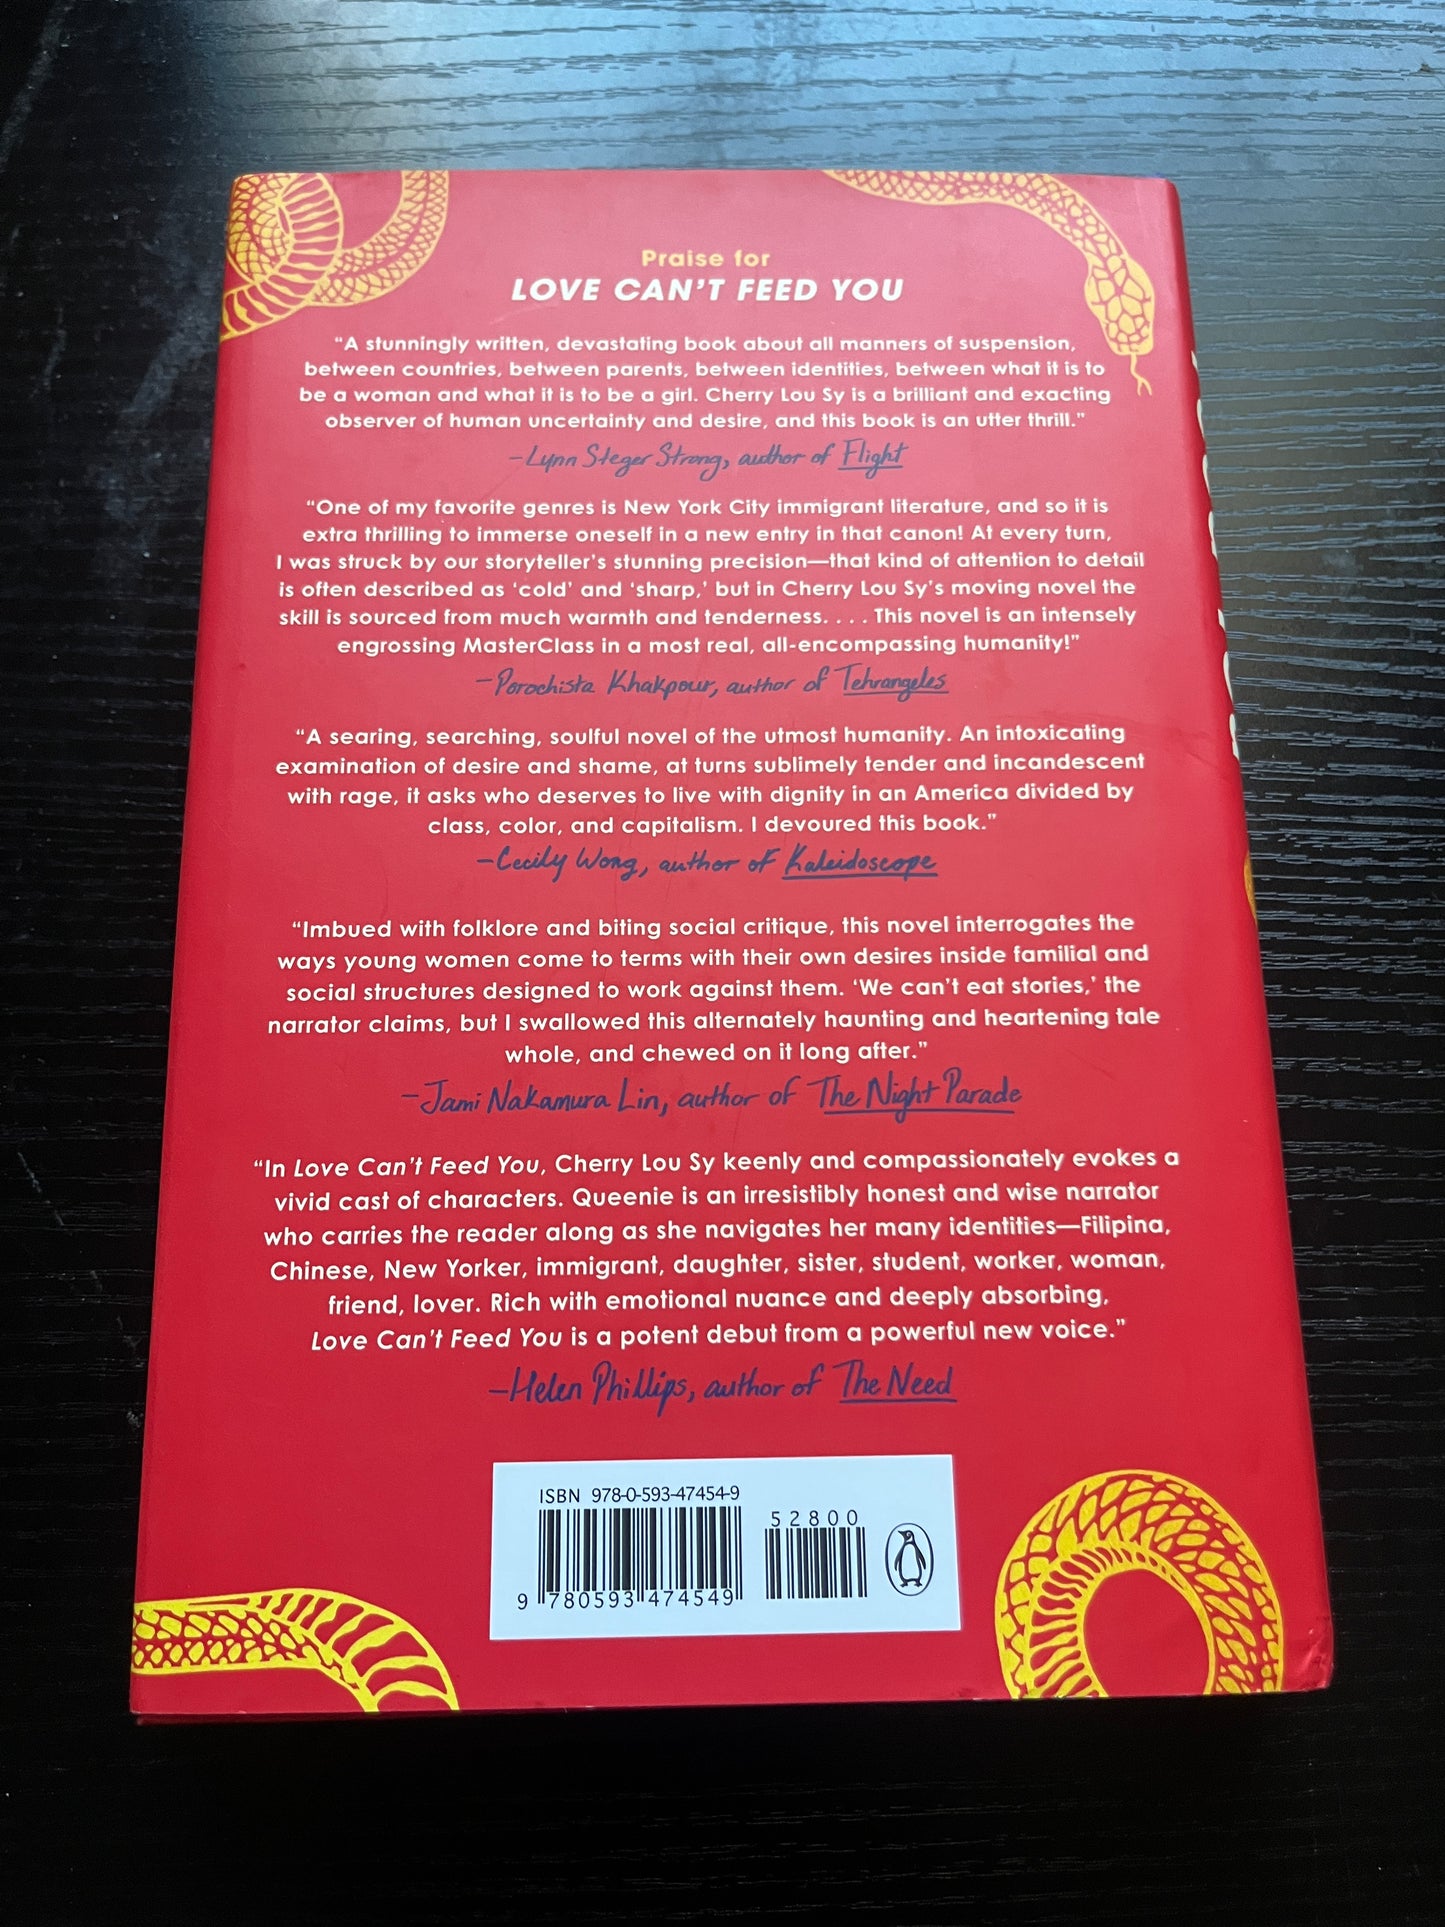 Praise for
LOVE CAN'T FEED YOU
“A stunningly written, devastating book about all manners of suspension,
between countries, between parents, between identities, between what it is to
be a woman and what it is to be a girl. Cherry Lou Sy is a brilliant and exacting
observer of human uncertainty and desire, and this book is an utter thrill.”
—Lynn Steger Strong, author of Flight
“One of my favorite genres is New York City immigrant literature, and so it is
extra thrilling to immerse oneself in a new entry in that canon! At every turn,
I was struck by our storyteller’s stunning precision—that kind of attention to detail
is often described as ‘cold’ and ‘sharp,’ but in Cherry Lou Sy’s moving novel the
skill is sourced from much warmth and tenderness. . . . This novel is an intensely
engrossing MasterClass in a most real, all-encompassing humanity!”
—Porochista Khakpour, author of Tehrangeles
“A searing, searching, soulful novel of the utmost humanity. An intoxicating
examination of desire and shame, at turns sublimely tender and incandescent
with rage, it asks who deserves to live with dignity in an America divided by
class, color, and capitalism. I devoured this book.”
—Cecily Wong, author of Kaleidoscope
“Imbued with folklore and biting social critique, this novel interrogates the
ways young women come to terms with their own desires inside familial and
social structures designed to work against them. ‘We can’t eat stories,’ the
narrator claims, but I swallowed this alternately haunting and heartening tale
whole, and chewed on it long after.”
—Jami Nakamura Lin, author of The Night Parade
“In Love Can’t Feed You, Cherry Lou Sy keenly and compassionately evokes a
vivid cast of characters. Queenie is an irresistibly honest and wise narrator
who carries the reader along as she navigates her many identities—Filipina,
Chinese, New Yorker, immigrant, daughter, sister, student, worker, woman,
friend, lover. Rich with emotional nuance and deeply absorbing,
Love Can’t Feed You is a potent debut from a powerful new voice.”
—Helen Phillips, author of The Need
ISBN 978-0-593-47454-9
52800
9 780593 474549